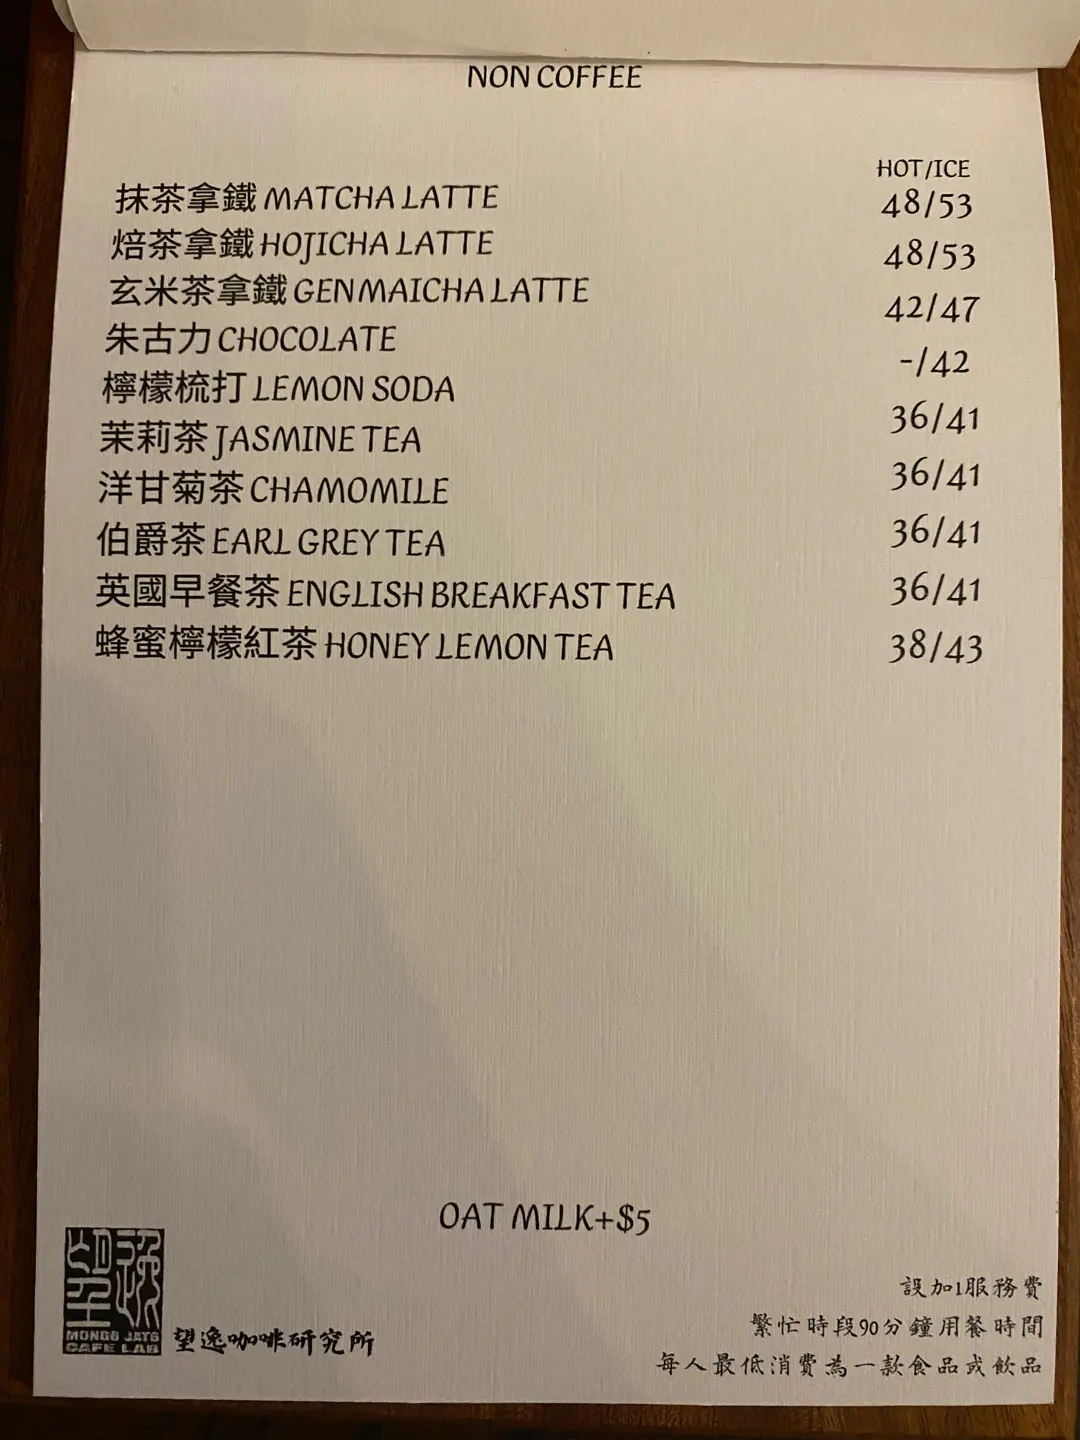 NON COFFEE
抹茶拿鐵 MATCHA LATTE
焙茶拿鐵 HOJICHA LATTE
玄米茶拿鐵 GENMAICHA LATTE
朱古力 CHOCOLATE
檸檬梳打 LEMON SODA
茉莉茶 JASMINE TEA
洋甘菊茶 CHAMOMILE
伯爵茶 EARL GREY TEA
英國早餐茶 ENGLISH BREAKFAST TEA
蜂蜜檸檬紅茶 HONEY LEMON TEA
HOT/ICE
48/53
48/53
42/47
-/42
36/41
36/41
36/41
36/41
38/43
OAT MILK+$5
望逸
MONG6 JAT6
CAFE LAB
望逸咖啡研究所
設加1服務費
繁忙時段90分鐘用餐時間
每人最低消費為一款食品或飲品